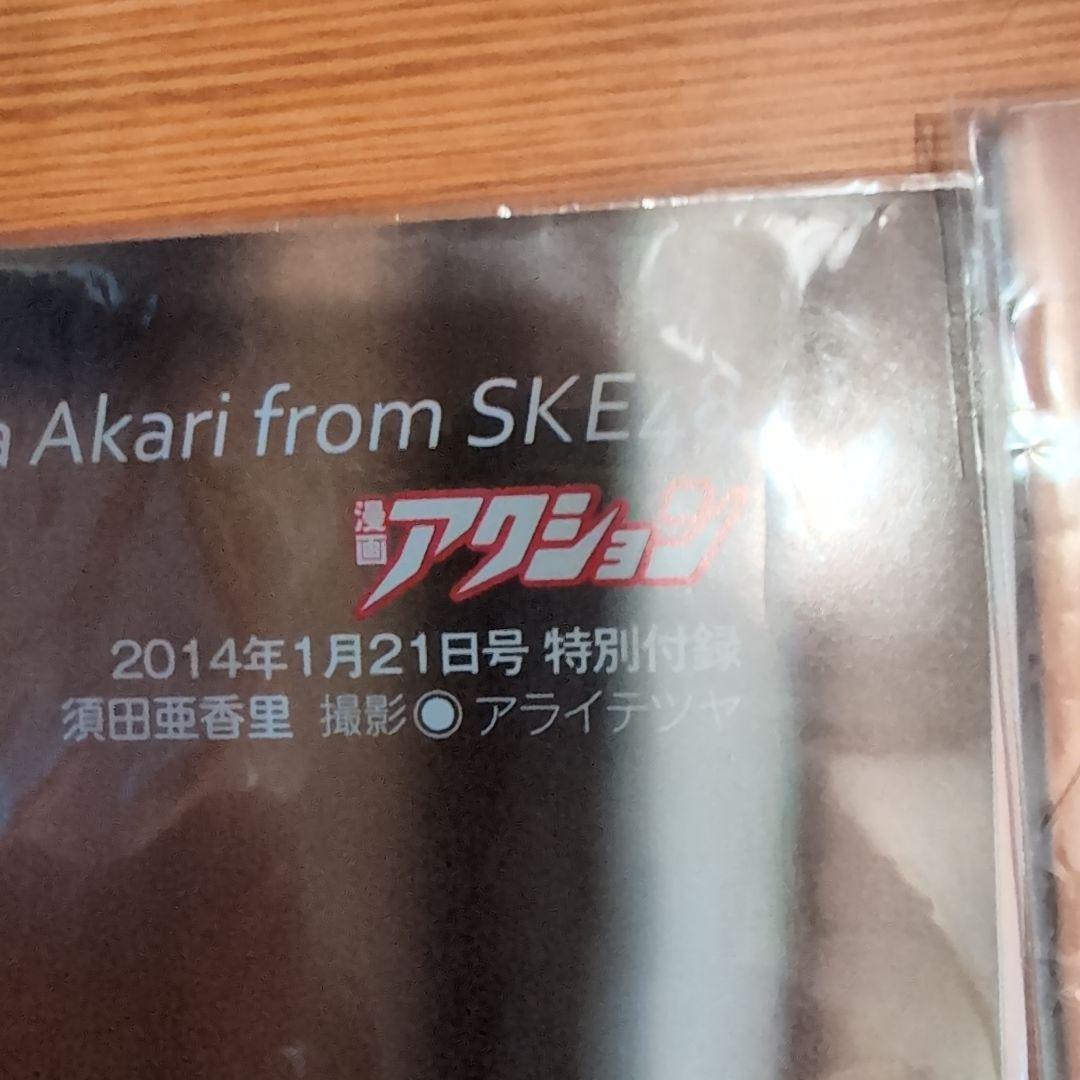 a Akari from SKE48
漫画アクション
2014年1月21日号 特別付録
須田亜香里 撮影◉アライテツヤ